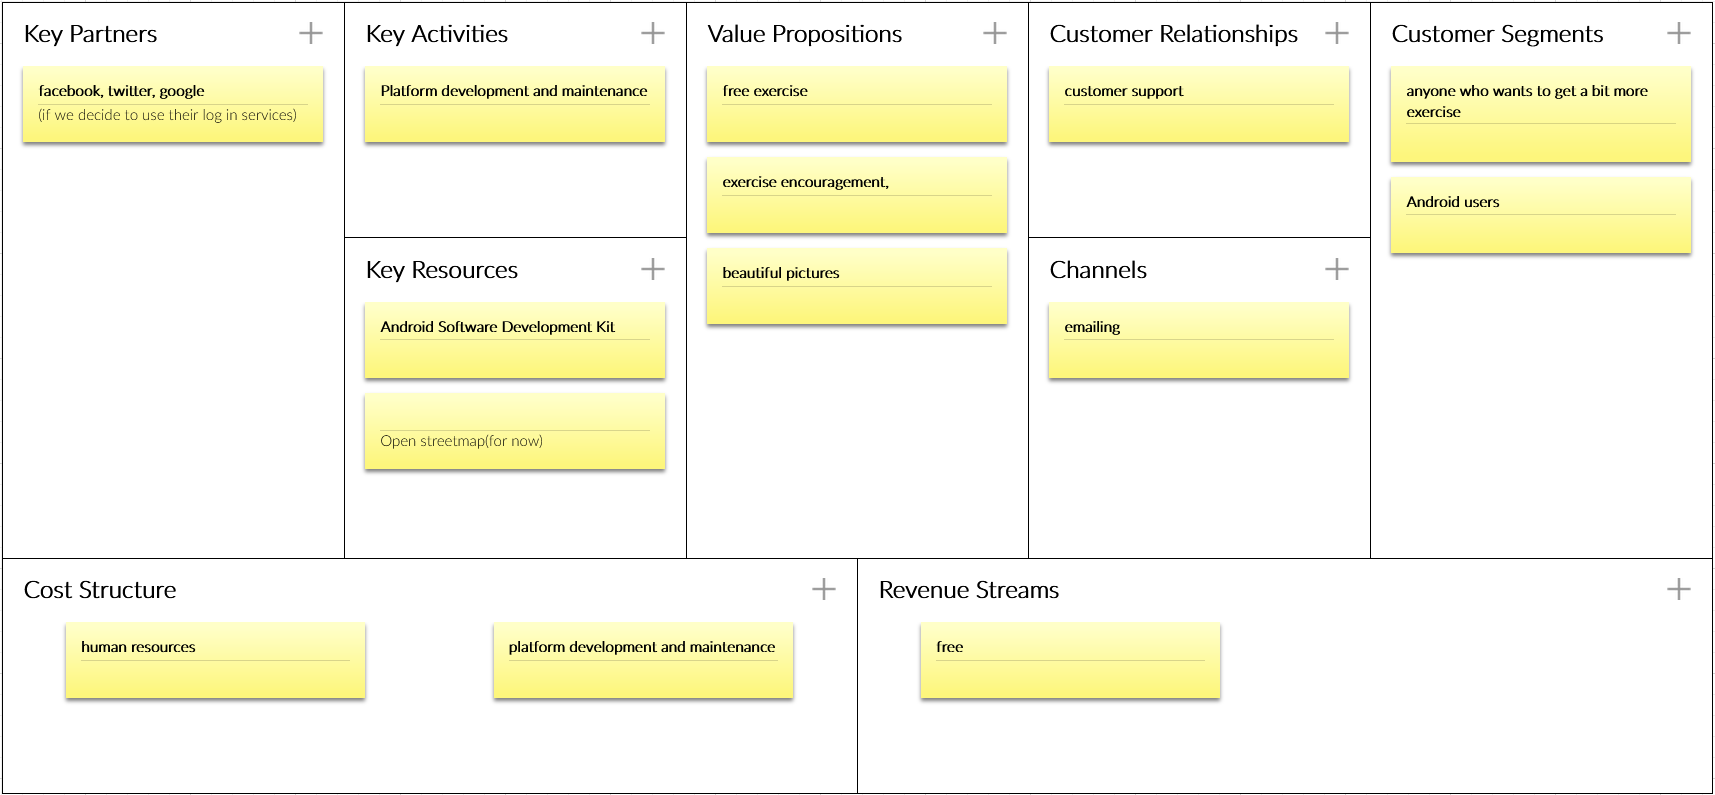 Key Partners
facebook, twitter, google
(if we decide to use their log in services)
Key Activities
Platform development and maintenance
Key Resources
Android Software Development Kit
Open streetmap(for now)
Value Propositions
free exercise
exercise encouragement,
beautiful pictures
Customer Relationships
customer support
Channels
emailing
Customer Segments
anyone who wants to get a bit more
exercise
Android users
Cost Structure
human resources
platform development and maintenance
Revenue Streams
free